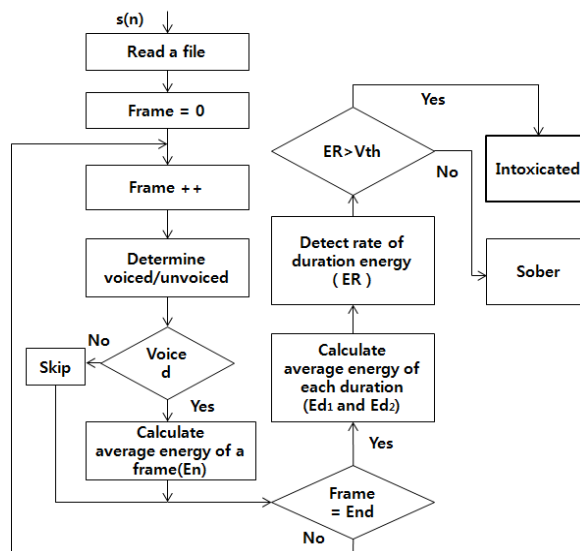 s(n)
Read a file
Frame = 0
Frame ++
Determine
voiced/unvoiced
Voice
d
No
Skip
Yes
Calculate
average energy of a
frame(En)
Frame
= End
No
Yes
Calculate
average energy of
each duration
(Ed1 and Ed2)
Detect rate of
duration energy
( ER )
ER>Vth
Yes
No
Intoxicated
Sober